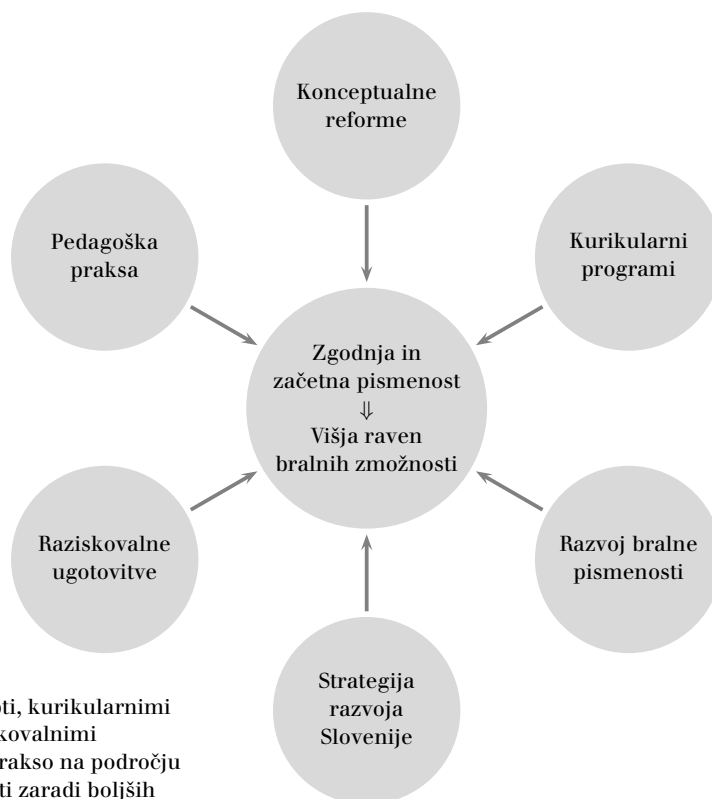 Konceptualne
reforme
Pedagoška
praksa
Kurikularni
programi
Zgodnja in
začetna pismenost
⇓
Višja raven
bralnih zmožnosti
Raziskovalne
ugotovitve
Razvoj bralne
pismenosti
Strategija
razvoja
Slovenije
oti, kurikularnimi
kovalnimi
rakso na področju
ti zaradi boljših